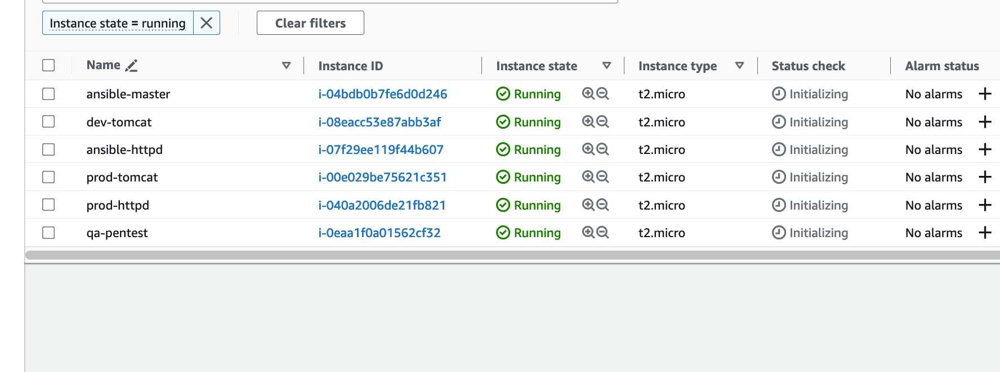 Instance state = running Clear filters
Name Instance ID Instance state Instance type Status check Alarm status
ansible-master i-04bdb0b7fe6d0d246 Running t2.micro Initializing No alarms
dev-tomcat i-08eacc53e87abb3af Running t2.micro Initializing No alarms
ansible-httpd i-07f29ee119f44b607 Running t2.micro Initializing No alarms
prod-tomcat i-00e029be75621c351 Running t2.micro Initializing No alarms
prod-httpd i-040a2006de21fb821 Running t2.micro Initializing No alarms
qa-pentest i-0eaa1f0a01562cf32 Running t2.micro Initializing No alarms